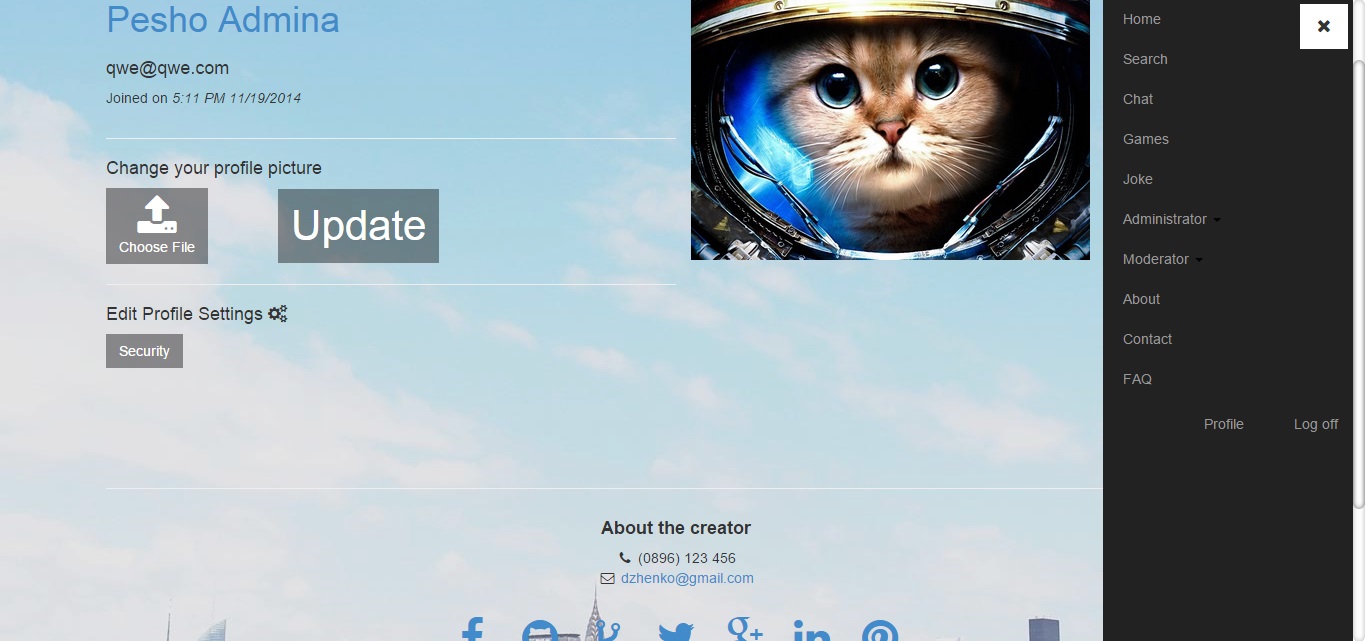 Pesho Admina
qwe@qwe.com
Joined on 5:11 PM 11/19/2014
Change your profile picture
Choose File
Update
Edit Profile Settings
Security
About the creator
(0896) 123 456
dzhenko@gmail.com
Home
Search
Chat
Games
Joke
Administrator
Moderator
About
Contact
FAQ
Profile
Log off